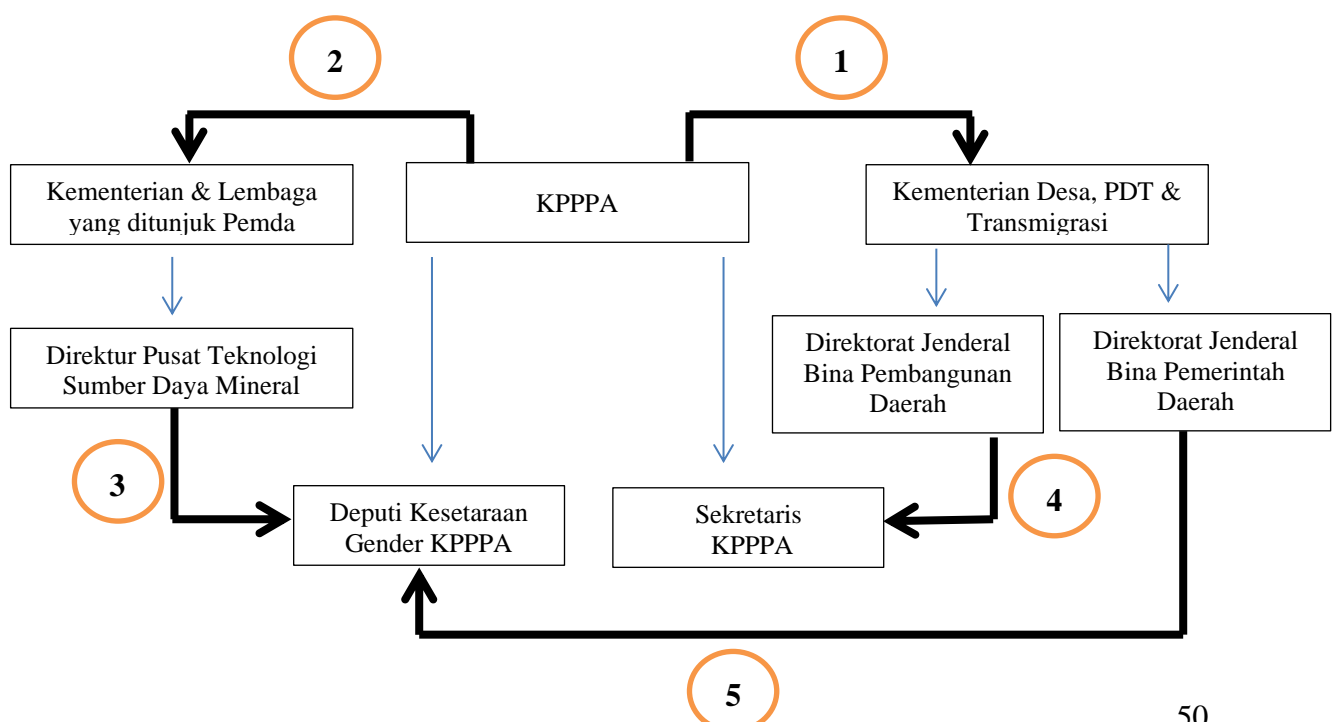 2
1
Kementerian & Lembaga
yang ditunjuk Pemda
KPPPA
Kementerian Desa, PDT &
Transmigrasi
Direktur Pusat Teknologi
Sumber Daya Mineral
Direktorat Jenderal
Bina Pembangunan
Daerah
Direktorat Jenderal
Bina Pemerintah
Daerah
3
Deputi Kesetaraan
Gender KPPPA
Sekretaris
KPPPA
4
5
50